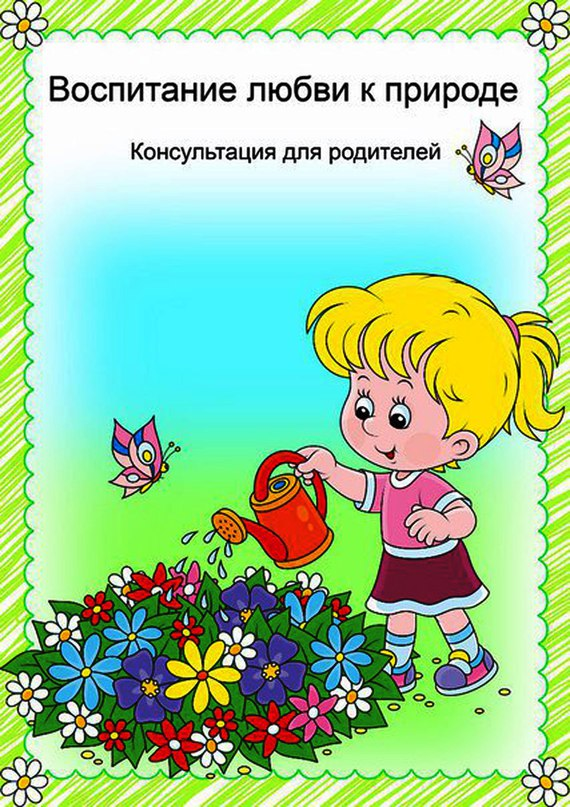 Воспитание любви к природе
Консультация для родителей